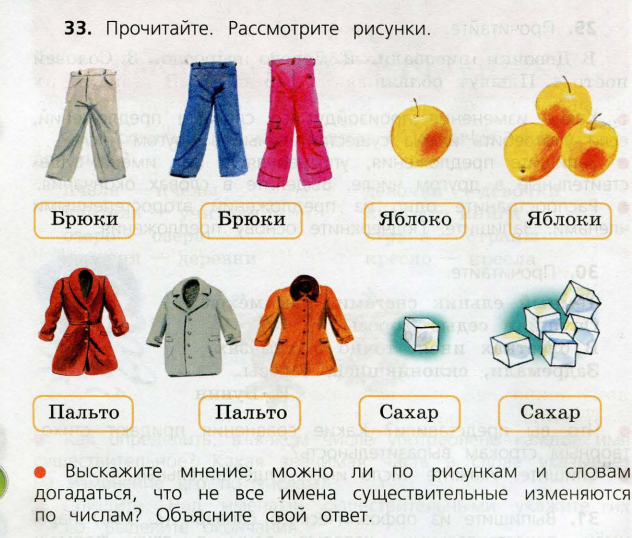 33. Прочитайте. Рассмотрите рисунки.
Брюки Брюки Яблоко Яблоки
Пальто Пальто Сахар Сахар
● Выскажите мнение: можно ли по рисункам и словам
догадаться, что не все имена существительные изменяются
по числам? Объясните свой ответ.